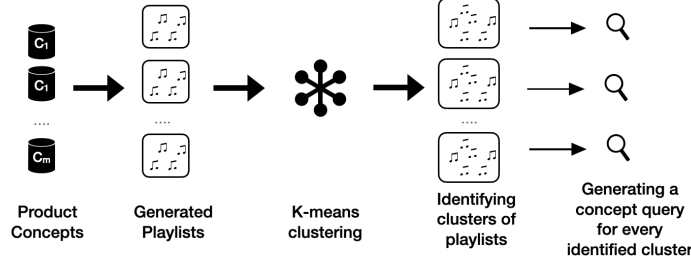 C1
C1
....
Cm
....
....
Product
Concepts
Generated
Playlists
K-means
clustering
Identifying
clusters of
playlists
Generating a
concept query
for every
identified cluster